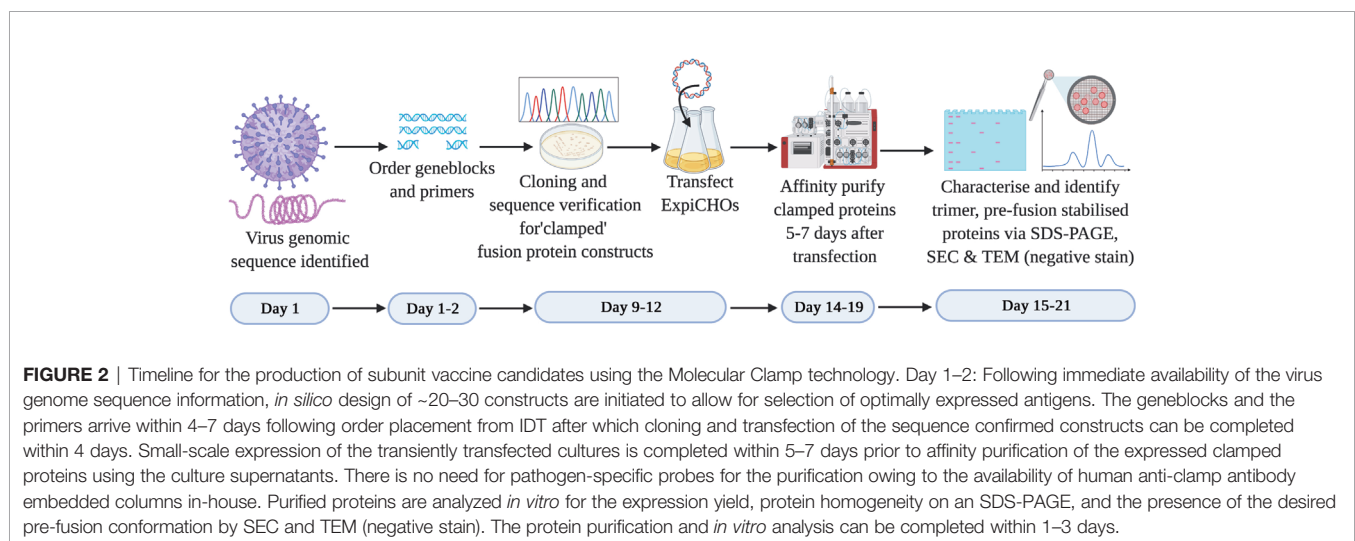 Virus genomic
sequence identified
Order geneblocks
and primers
Cloning and
sequence verification
for'clamped'
fusion protein constructs
Transfect
ExpiCHOs
Affinity purify
clamped proteins
5-7 days after
transfection
Characterise and identify
trimer, pre-fusion stabilised
proteins via SDS-PAGE,
SEC & TEM (negative stain)
Day 1
Day 1-2
Day 9-12
Day 14-19
Day 15-21
FIGURE 2 | Timeline for the production of subunit vaccine candidates using the Molecular Clamp technology. Day 1–2: Following immediate availability of the virus
genome sequence information, in silico design of ~20–30 constructs are initiated to allow for selection of optimally expressed antigens. The geneblocks and the
primers arrive within 4–7 days following order placement from IDT after which cloning and transfection of the sequence confirmed constructs can be completed
within 4 days. Small-scale expression of the transiently transfected cultures is completed within 5–7 days prior to affinity purification of the expressed clamped
proteins using the culture supernatants. There is no need for pathogen-specific probes for the purification owing to the availability of human anti-clamp antibody
embedded columns in-house. Purified proteins are analyzed in vitro for the expression yield, protein homogeneity on an SDS-PAGE, and the presence of the desired
pre-fusion conformation by SEC and TEM (negative stain). The protein purification and in vitro analysis can be completed within 1–3 days.